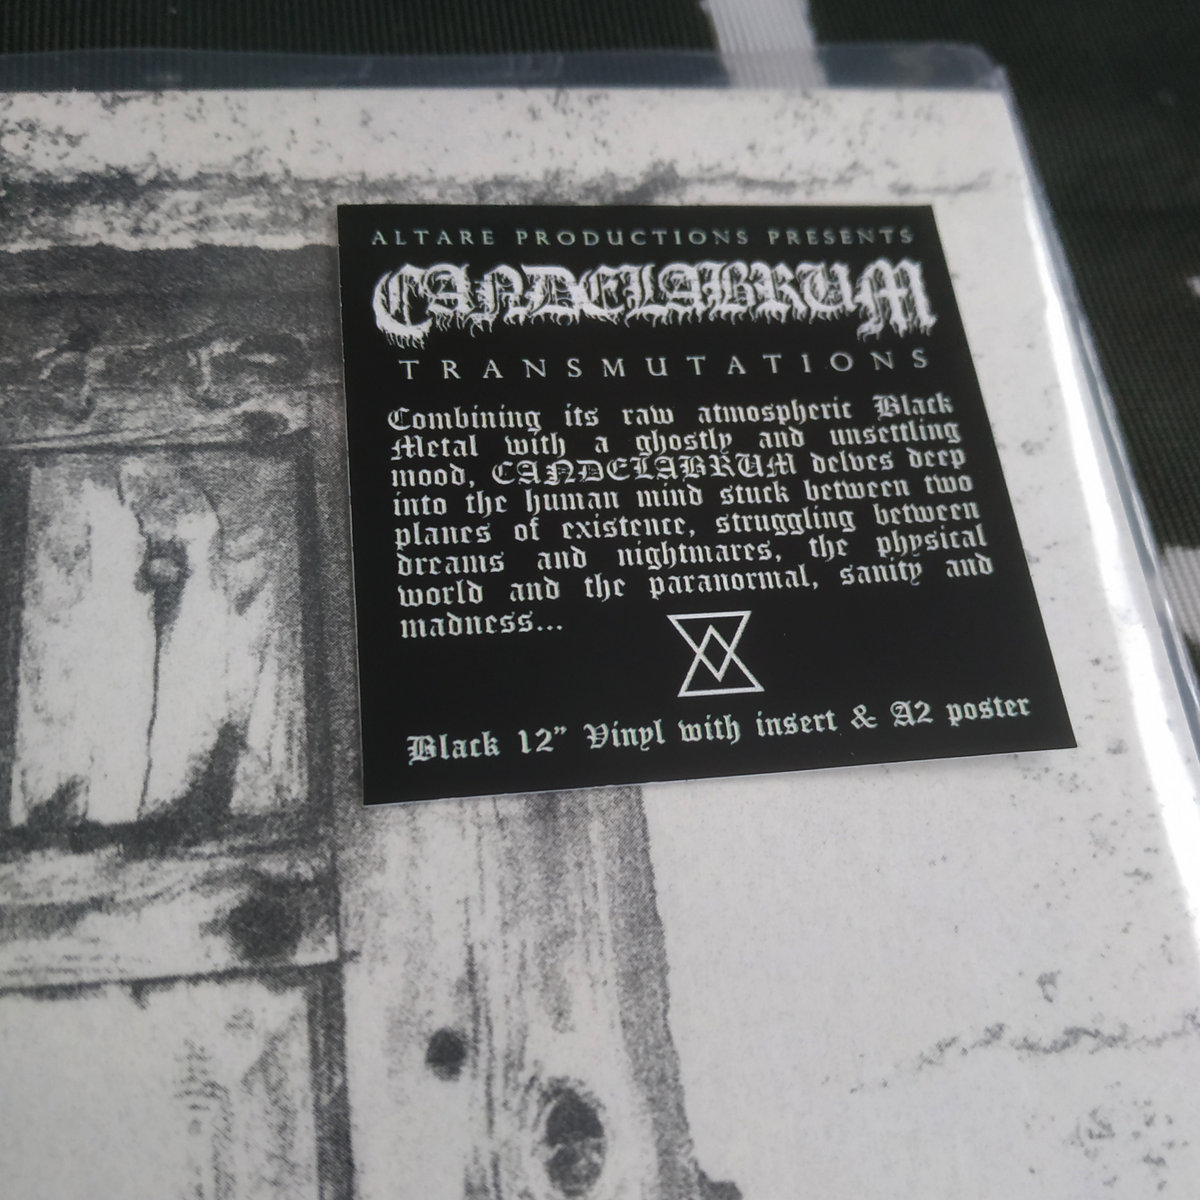 ALTARE PRODUCTIONS PRESENTS
CANDELABRUM
TRANSMUTATIONS
Combining its raw atmospheric Black
Metal with a ghostly and unsettling
mood, CANDELABRUM delves deep
into the human mind stuck between two
planes of existence, struggling between
dreams and nightmares, the physical
world and the paranormal, sanity and
madness...
Black 12" Vinyl with insert & A2 poster